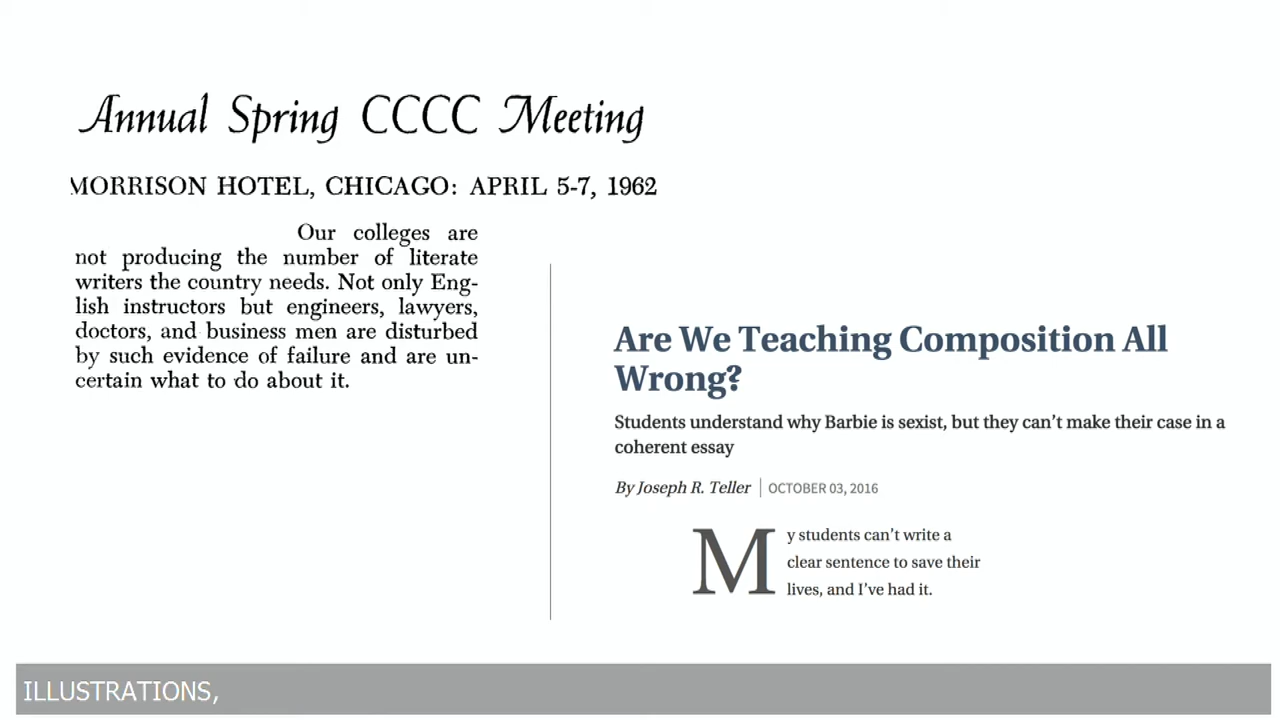 Annual Spring CCCC Meeting
MORRISON HOTEL, CHICAGO: APRIL 5-7, 1962
Our colleges are
not producing the number of literate
writers the country needs. Not only Eng-
lish instructors but engineers, lawyers,
doctors, and business men are disturbed
by such evidence of failure and are un-
certain what to do about it.
Are We Teaching Composition All
Wrong?
Students understand why Barbie is sexist, but they can’t make their case in a
coherent essay
By Joseph R. Teller | OCTOBER 03, 2016
My students can’t write a
clear sentence to save their
lives, and I’ve had it.
ILLUSTRATIONS,